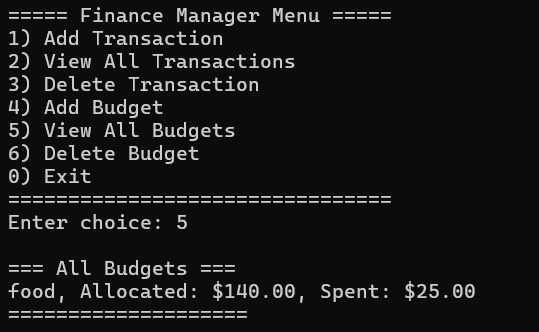 ===== Finance Manager Menu =====
1) Add Transaction
2) View All Transactions
3) Delete Transaction
4) Add Budget
5) View All Budgets
6) Delete Budget
0) Exit
================================
Enter choice: 5

=== All Budgets ===
food, Allocated: $140.00, Spent: $25.00
====================